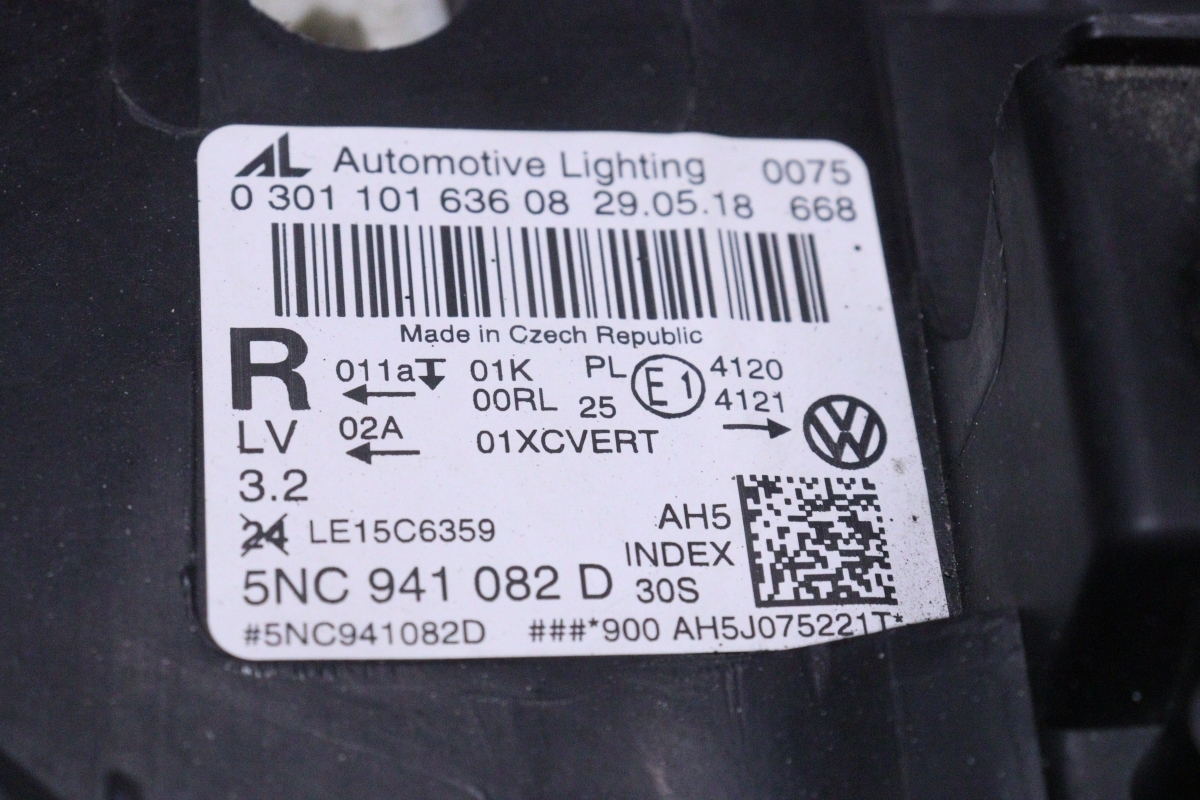 AL Automotive Lighting 0075
0 301 101 636 08 29.05.18 668
Made in Czech Republic
R 011a 01K PL E1 4120
00RL 25 4121
LV 02A 01XCVERT VW
3.2
24 LE15C6359 AH5
INDEX
5NC 941 082 D 30S
#5NC941082D ###*900 AH5J075221T*